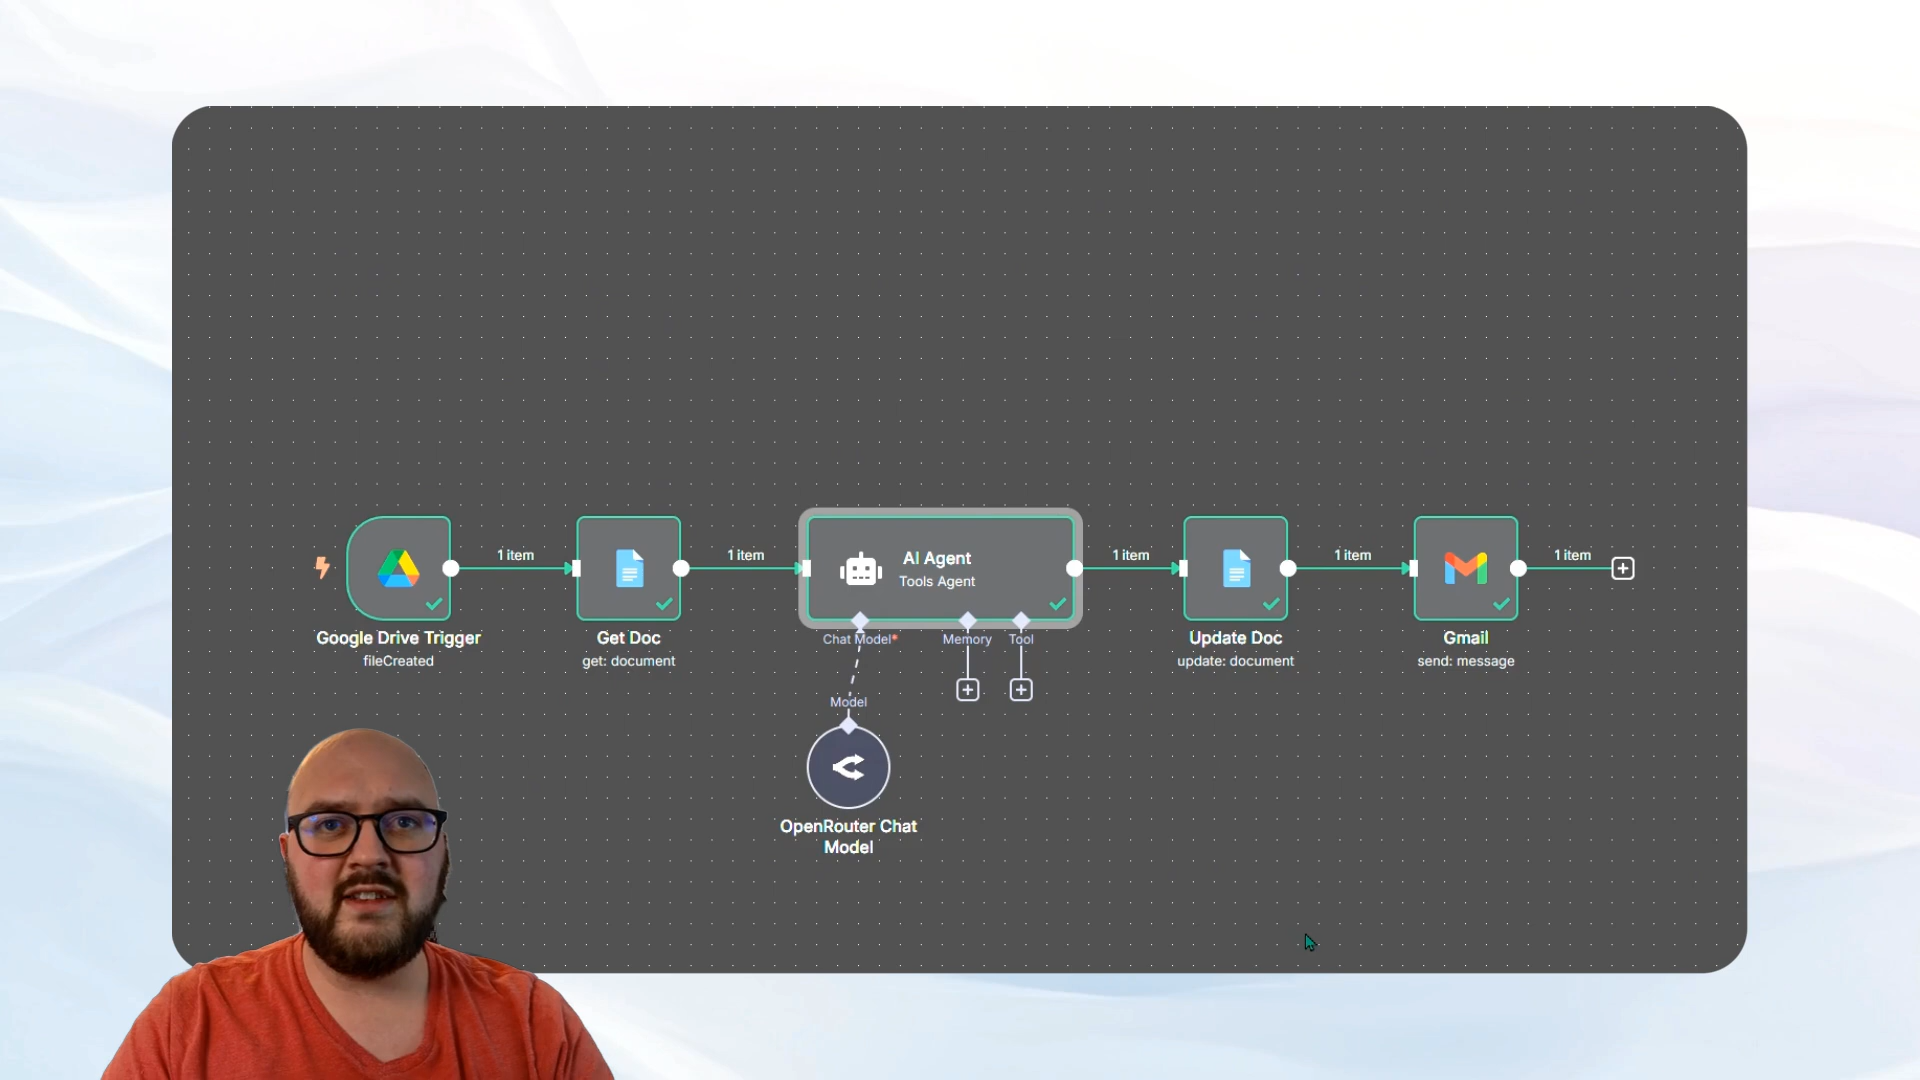 1 item
1 item
1 item
1 item
1 item
AI Agent
Tools Agent
Google Drive Trigger
fileCreated
Get Doc
get: document
Chat Model*
Memory
Tool
Update Doc
update: document
Gmail
send: message
Model
OpenRouter Chat
Model